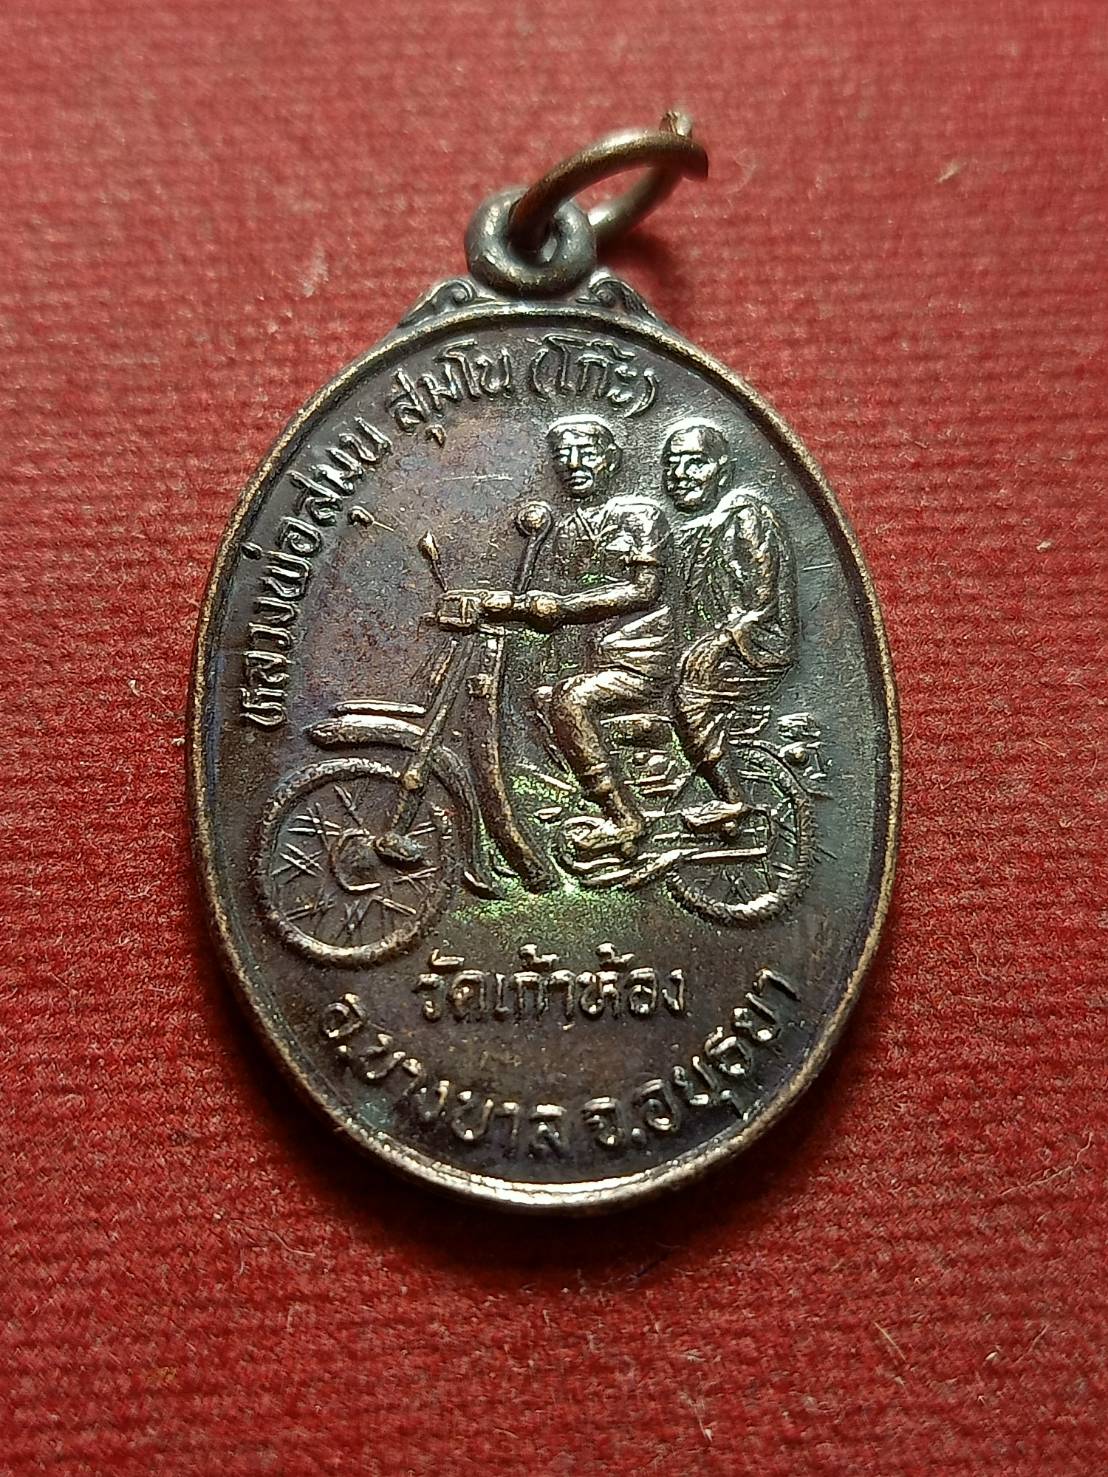 หลวงพ่อสุมน สุมโน (โก๊ะ)
วัดเก้าห้อง
อ.บางบาล จ.อยุธยา